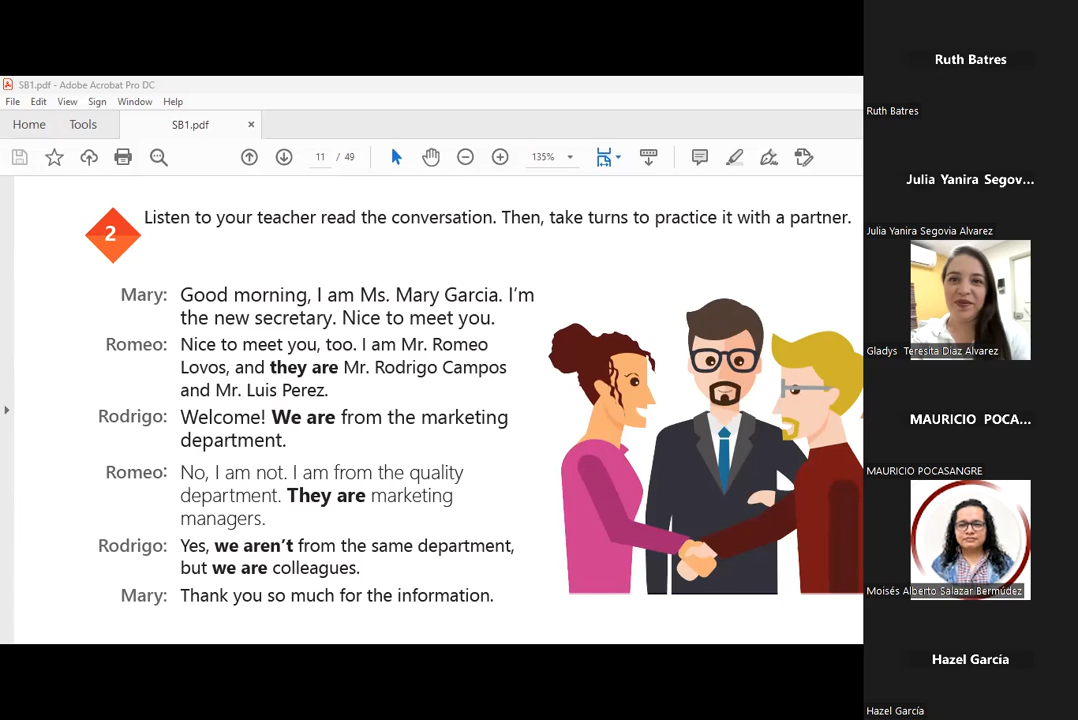 SB1.pdf - Adobe Acrobat Pro DC
File Edit View Sign Window Help
Home Tools SB1.pdf ×
11 / 49 135%
2 Listen to your teacher read the conversation. Then, take turns to practice it with a partner.
Mary: Good morning, I am Ms. Mary Garcia. I'm
the new secretary. Nice to meet you.
Romeo: Nice to meet you, too. I am Mr. Romeo
Lovos, and they are Mr. Rodrigo Campos
and Mr. Luis Perez.
Rodrigo: Welcome! We are from the marketing
department.
Romeo: No, I am not. I am from the quality
department. They are marketing
managers.
Rodrigo: Yes, we aren't from the same department,
but we are colleagues.
Mary: Thank you so much for the information.
Ruth Batres
Ruth Batres
Julia Yanira Segov...
Julia Yanira Segovia Alvarez
Gladys Teresita Diaz Alvarez
MAURICIO POCA...
MAURICIO POCASANGRE
Moisés Alberto Salazar Bermúdez
Hazel García
Hazel García